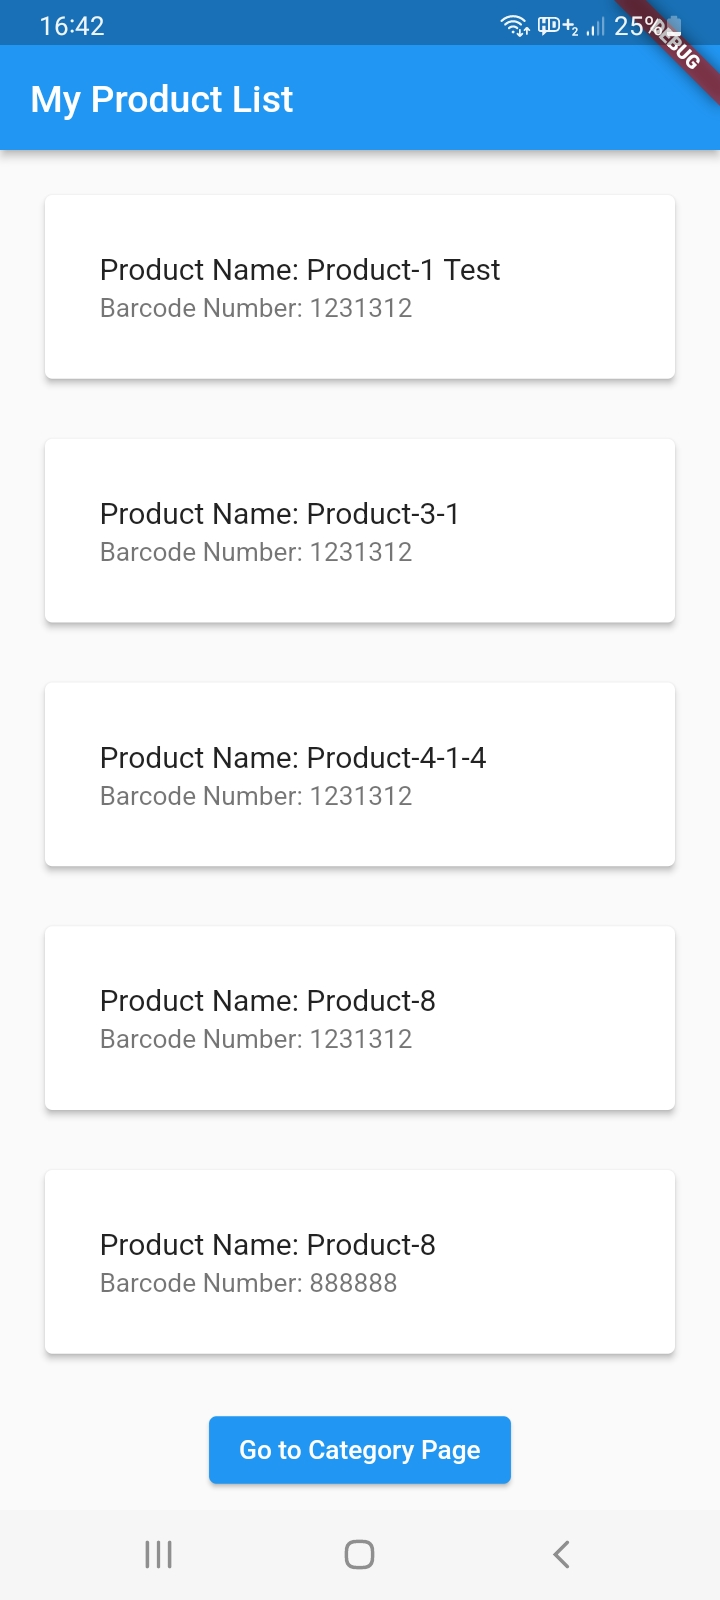 16:42
25%
DEBUG
My Product List
Product Name: Product-1 Test
Barcode Number: 1231312
Product Name: Product-3-1
Barcode Number: 1231312
Product Name: Product-4-1-4
Barcode Number: 1231312
Product Name: Product-8
Barcode Number: 1231312
Product Name: Product-8
Barcode Number: 888888
Go to Category Page